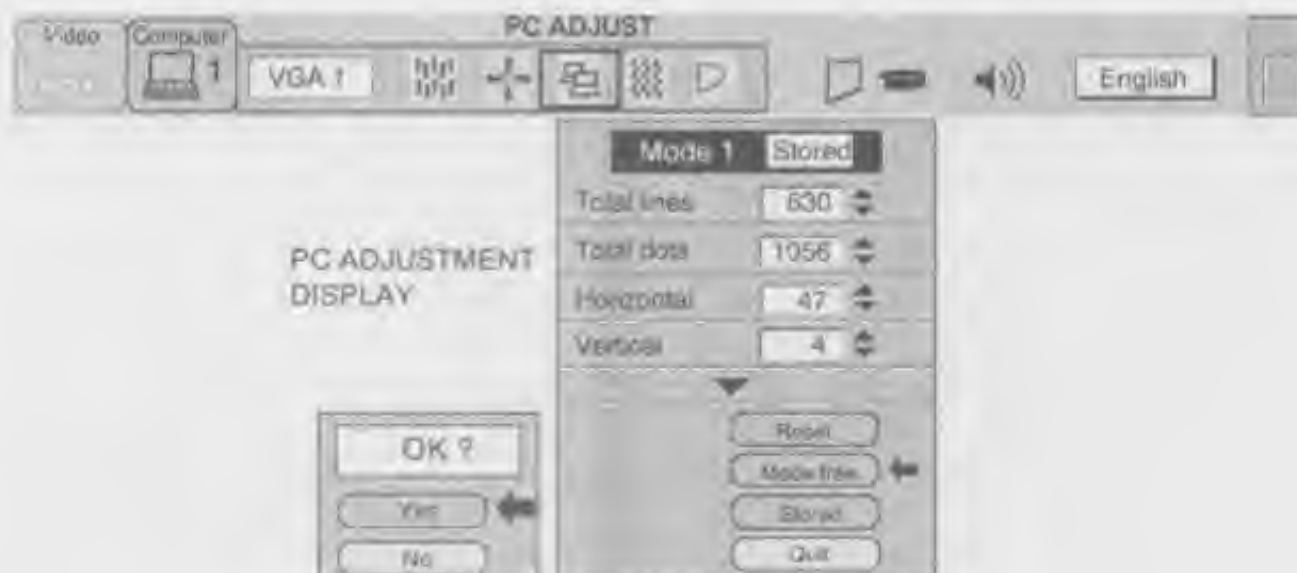 PC ADJUST
Video
Computer
1
VGA 1
English
Mode 1 Stored
Total lines 630
Total dots 1056
Horizontal 47
Vertical 4
PC ADJUSTMENT
DISPLAY
Reset
Mode free
Stored
Quit
OK ?
Yes
No